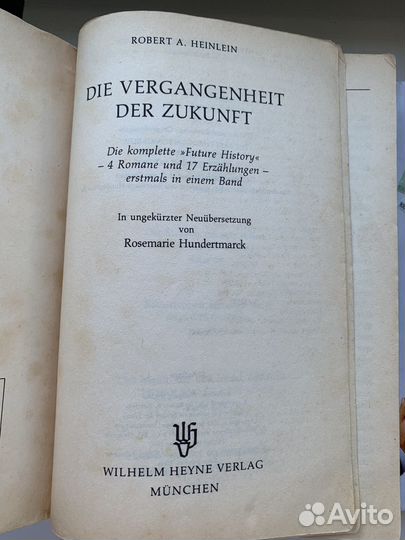 ROBERT A. HEINLEIN
DIE VERGANGENHEIT
DER ZUKUNFT
Die komplette »Future History«
– 4 Romane und 17 Erzählungen –
erstmals in einem Band
In ungekürzter Neuübersetzung
von
Rosemarie Hundertmarck
WILHELM HEYNE VERLAG
MÜNCHEN
Avito